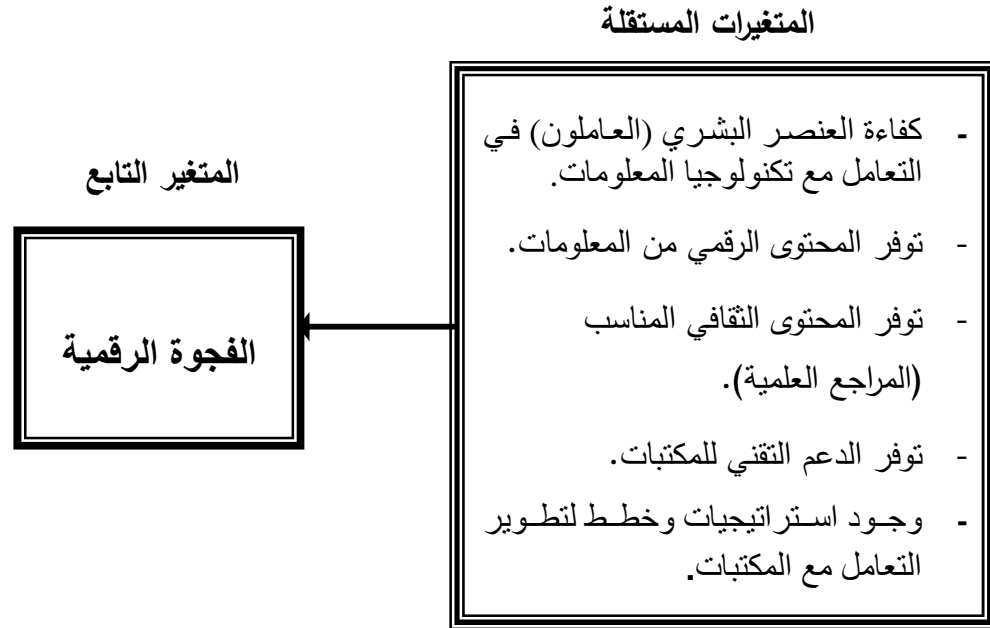 المتغيرات المستقلة
- كفاءة العنصر البشري (العاملون) في
التعامل مع تكنولوجيا المعلومات.
- توفر المحتوى الرقمي من المعلومات.
- توفر المحتوى الثقافي المناسب
(المراجع العلمية).
- توفر الدعم التقني للمكتبات.
- وجود استراتيجيات وخطط لتطوير
التعامل مع المكتبات.
المتغير التابع
الفجوة الرقمية